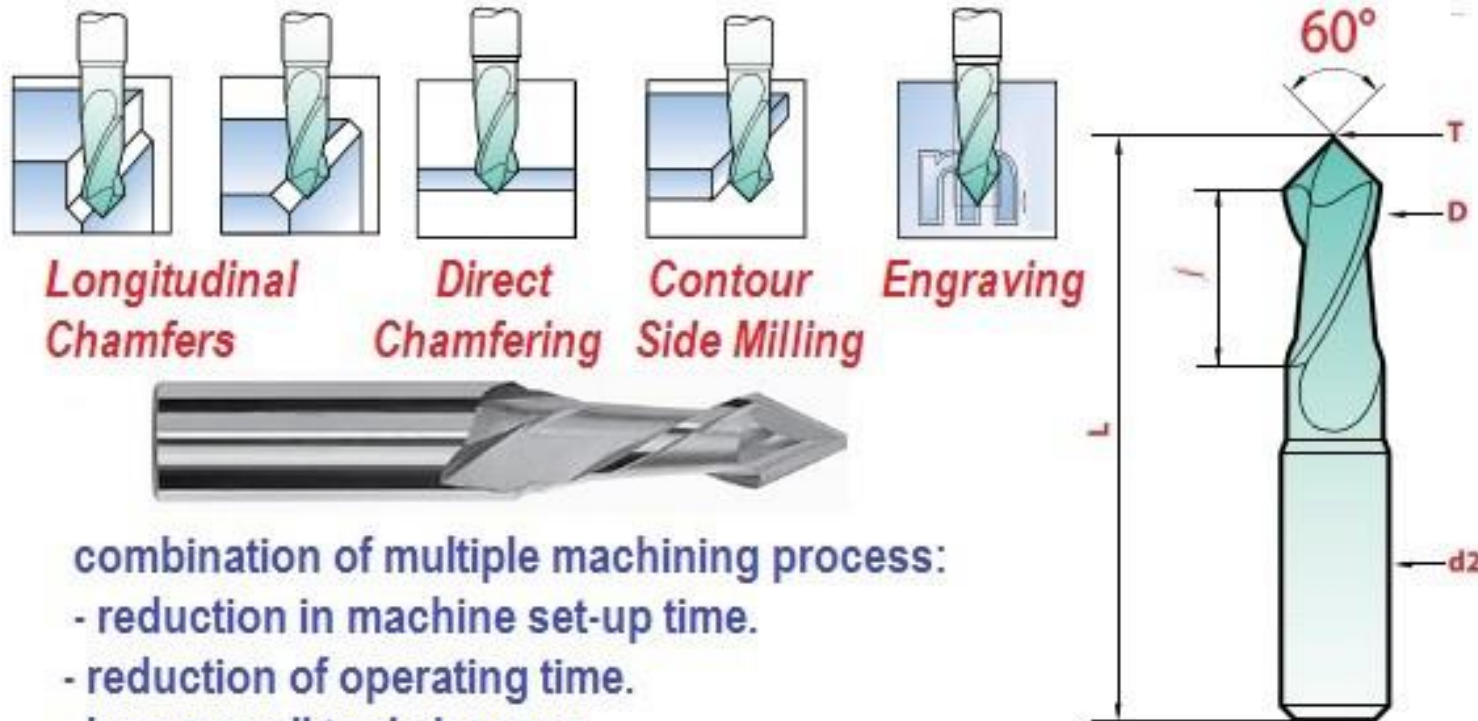 60°
T
D
l
L
d2
Longitudinal
Chamfers
Direct
Chamfering
Contour
Side Milling
Engraving
m
combination of multiple machining process:
- reduction in machine set-up time.
- reduction of operating time.